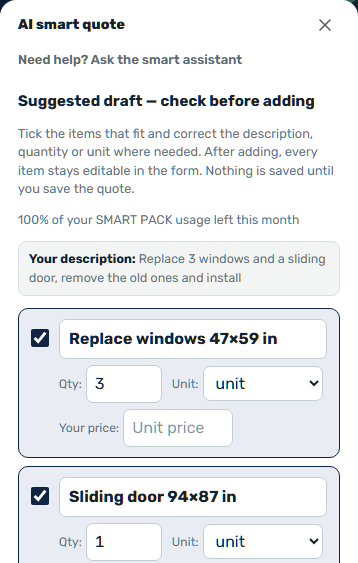 AI smart quote
Need help? Ask the smart assistant
Suggested draft — check before adding
Tick the items that fit and correct the description,
quantity or unit where needed. After adding, every
item stays editable in the form. Nothing is saved until
you save the quote.
100% of your SMART PACK usage left this month
Your description: Replace 3 windows and a sliding
door, remove the old ones and install
Replace windows 47×59 in
Qty: 3 Unit: unit
Your price: Unit price
Sliding door 94×87 in
Qty: 1 Unit: unit